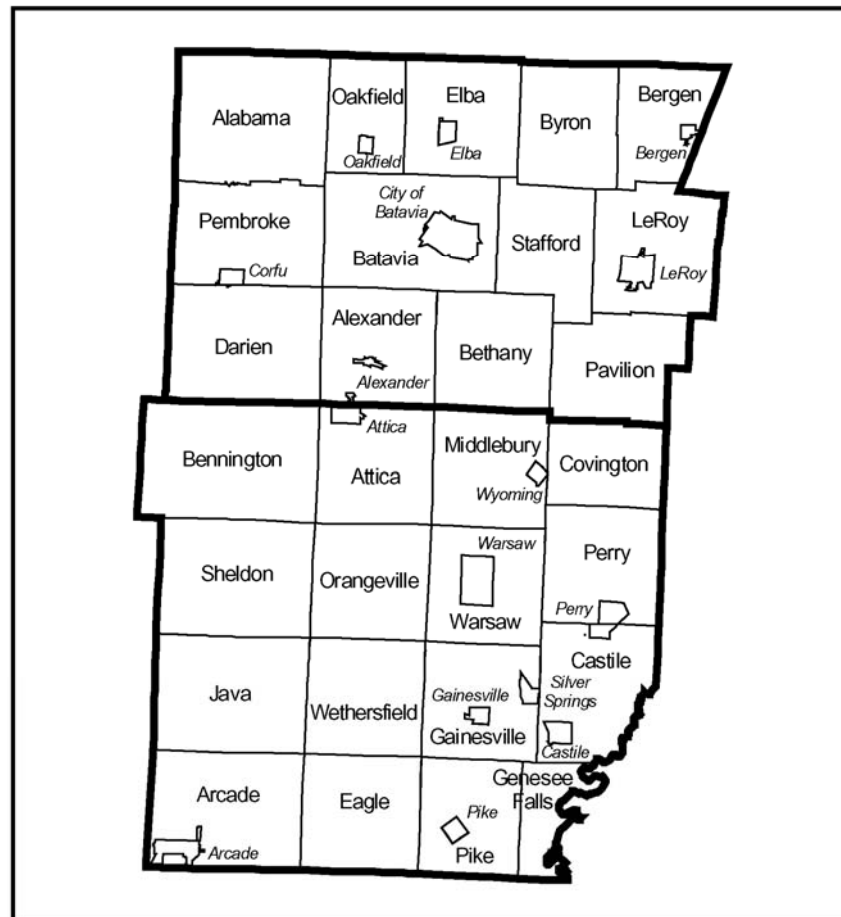 Alabama
Oakfield
Elba
Byron
Bergen
Oakfield
Elba
Bergen
Pembroke
City of
Batavia
Batavia
Stafford
LeRoy
Corfu
LeRoy
Darien
Alexander
Bethany
Pavilion
Alexander
Bennington
Attica
Attica
Middlebury
Wyoming
Covington
Sheldon
Orangeville
Warsaw
Warsaw
Perry
Perry
Java
Wethersfield
Gainesville
Gainesville
Silver
Springs
Castile
Castile
Arcade
Arcade
Eagle
Pike
Pike
Genesee
Falls